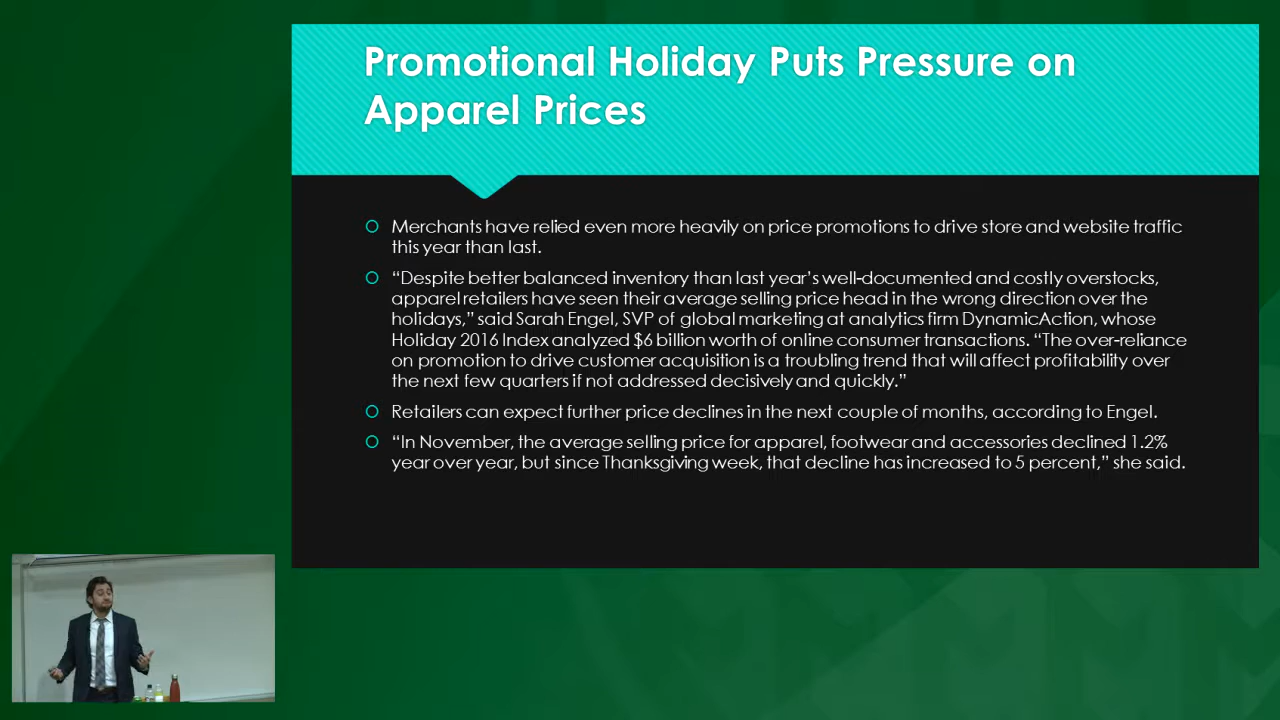 Promotional Holiday Puts Pressure on
Apparel Prices
Merchants have relied even more heavily on price promotions to drive store and website traffic
this year than last.
“Despite better balanced inventory than last year’s well-documented and costly overstocks,
apparel retailers have seen their average selling price head in the wrong direction over the
holidays,” said Sarah Engel, SVP of global marketing at analytics firm DynamicAction, whose
Holiday 2016 Index analyzed $6 billion worth of online consumer transactions. “The over-reliance
on promotion to drive customer acquisition is a troubling trend that will affect profitability over
the next few quarters if not addressed decisively and quickly.”
Retailers can expect further price declines in the next couple of months, according to Engel.
“In November, the average selling price for apparel, footwear and accessories declined 1.2%
year over year, but since Thanksgiving week, that decline has increased to 5 percent,” she said.